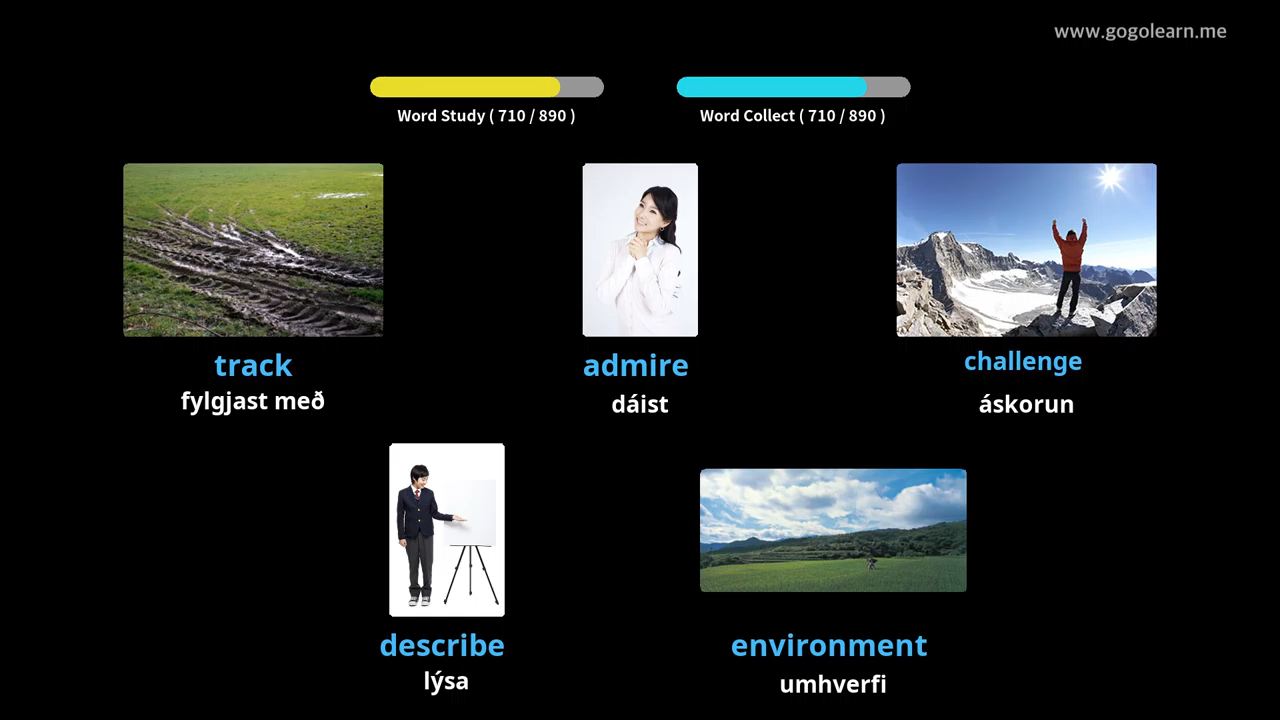 www.gogolearn.me
Word Study ( 710 / 890 )
Word Collect ( 710 / 890 )
track
fylgjast með
admire
dáist
challenge
áskorun
describe
lýsa
environment
umhverfi